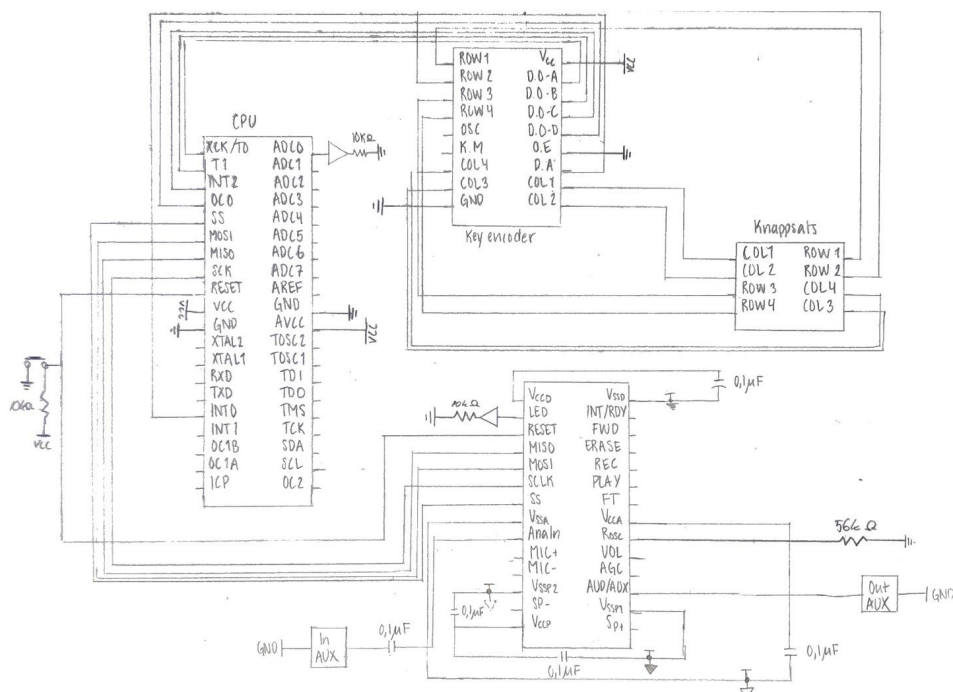 CPU
XCK/T0 ADC0
T1 ADC1
INT2 ADC2
OC0 ADC3
SS ADC4
MOSI ADC5
MISO ADC6
SCK ADC7
RESET AREF
VCC GND
GND AVCC
XTAL2 TOSC2
XTAL1 TOSC1
RXD TDI
TXD TDO
INT0 TMS
INT1 TCK
OC1B SDA
OC1A SCL
ICP OC2
10kΩ
VCC
VCC
10kΩ
VCC
ROW1 Vcc
ROW2 D.O-A
ROW3 D.O-B
ROW4 D.O-C
OSC D.O-D
K.M O.E
COL4 D.A
COL3 COL1
GND COL2
Key encoder
VCC
Knappsats
COL1 ROW1
COL2 ROW2
ROW3 COL4
ROW4 COL3
VCCD VSSD
LED INT/RDY
RESET FWD
MISO ERASE
MOSI REC
SCLK PLAY
SS FT
VSSA VCCA
AnaIn ROSC
MIC+ VOL
MIC- AGC
VSSP2 AUD/AUX
SP- VSSP1
VCCP SP+
10kΩ
0,1μF
56kΩ
Out
AUX
GND
0,1μF
0,1μF
0,1μF
0,1μF
GND
In
AUX